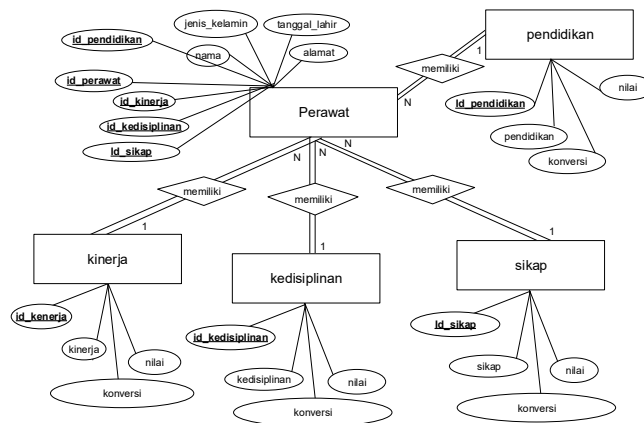 jenis_kelamin
tanggal_lahir
id_pendidikan
nama
alamat
id_perawat
id_kinerja
id_kedisiplinan
Id_sikap
Perawat
memiliki
1
N
pendidikan
Id_pendidikan
nilai
pendidikan
konversi
N
N
N
memiliki
memiliki
memiliki
1
1
1
kinerja
kedisiplinan
sikap
id_kenerja
kinerja
nilai
konversi
id_kedisiplinan
kedisiplinan
nilai
konversi
Id_sikap
sikap
nilai
konversi